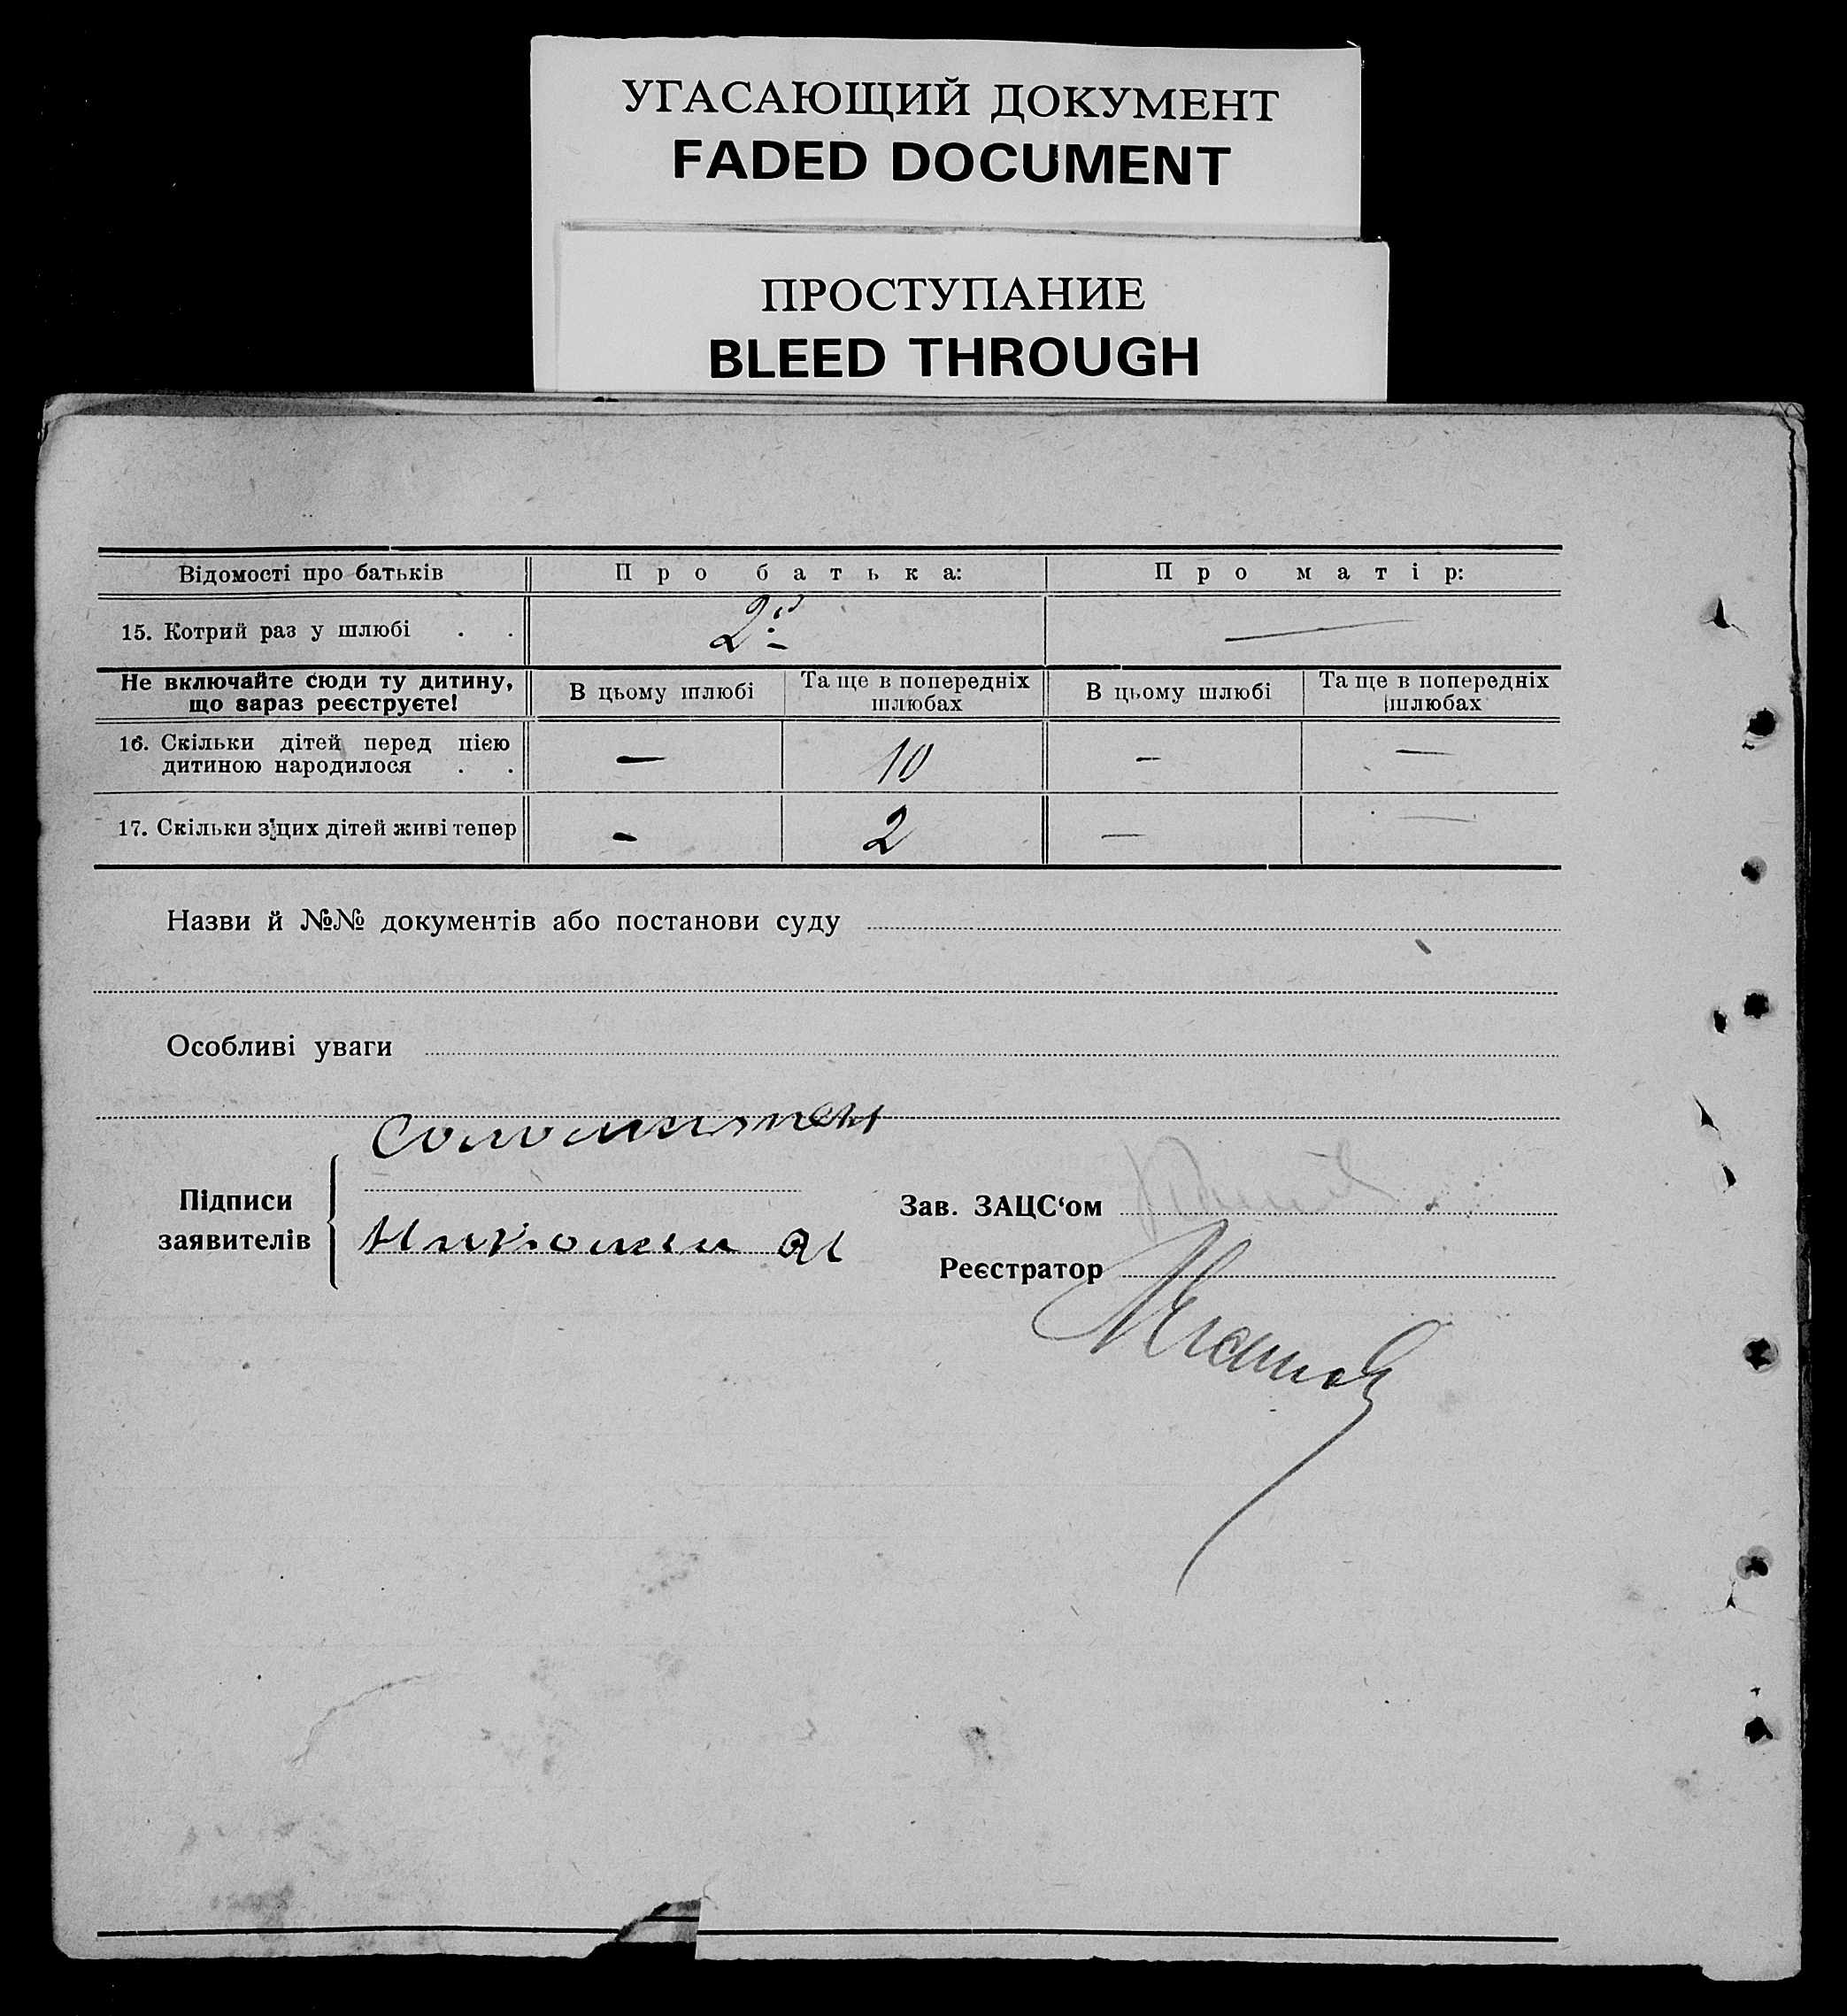 УГАСАЮЩИЙ ДОКУМЕНТ
FADED DOCUMENT
ПРОСТУПАНИЕ
BLEED THROUGH
Відомості про батьків Про батька: Про матір:
15. Котрий раз у шлюбі . . 2й —
Не включайте сюди ту дитину, що зараз реєструєте! В цьому шлюбі Та ще в попередніх шлюбах В цьому шлюбі Та ще в попередніх шлюбах
16. Скільки дітей перед цією дитиною народилося . . — 10 — —
17. Скільки з цих дітей живі тепер — 2 — —
Назви й №№ документів або постанови суду
Особливі уваги
Підписи заявителів
Зав. ЗАЦС‘ом
Реєстратор